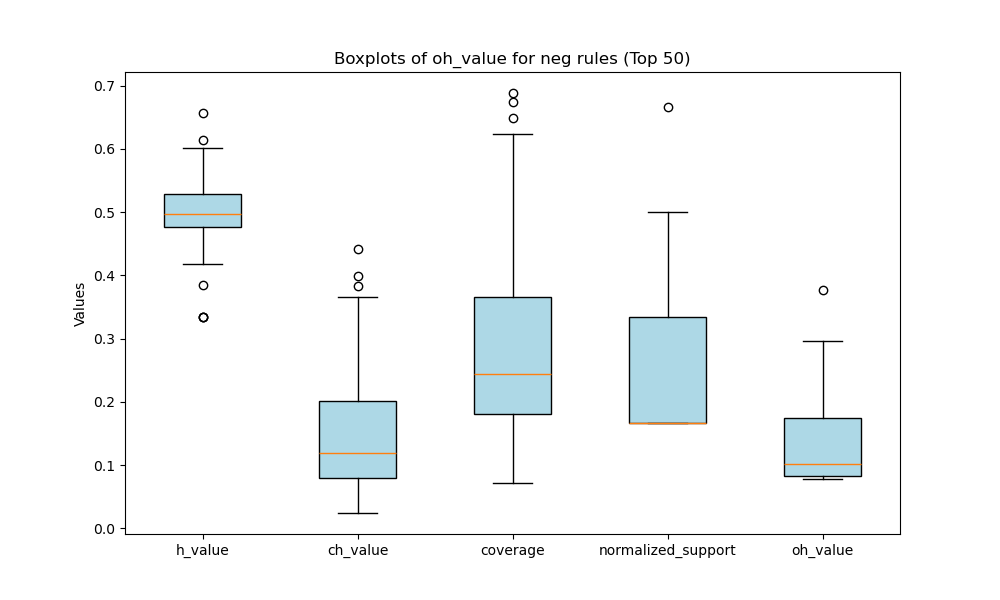 Boxplots of oh_value for neg rules (Top 50)
Values
0.7
0.6
0.5
0.4
0.3
0.2
0.1
0.0
h_value ch_value coverage normalized_support oh_value